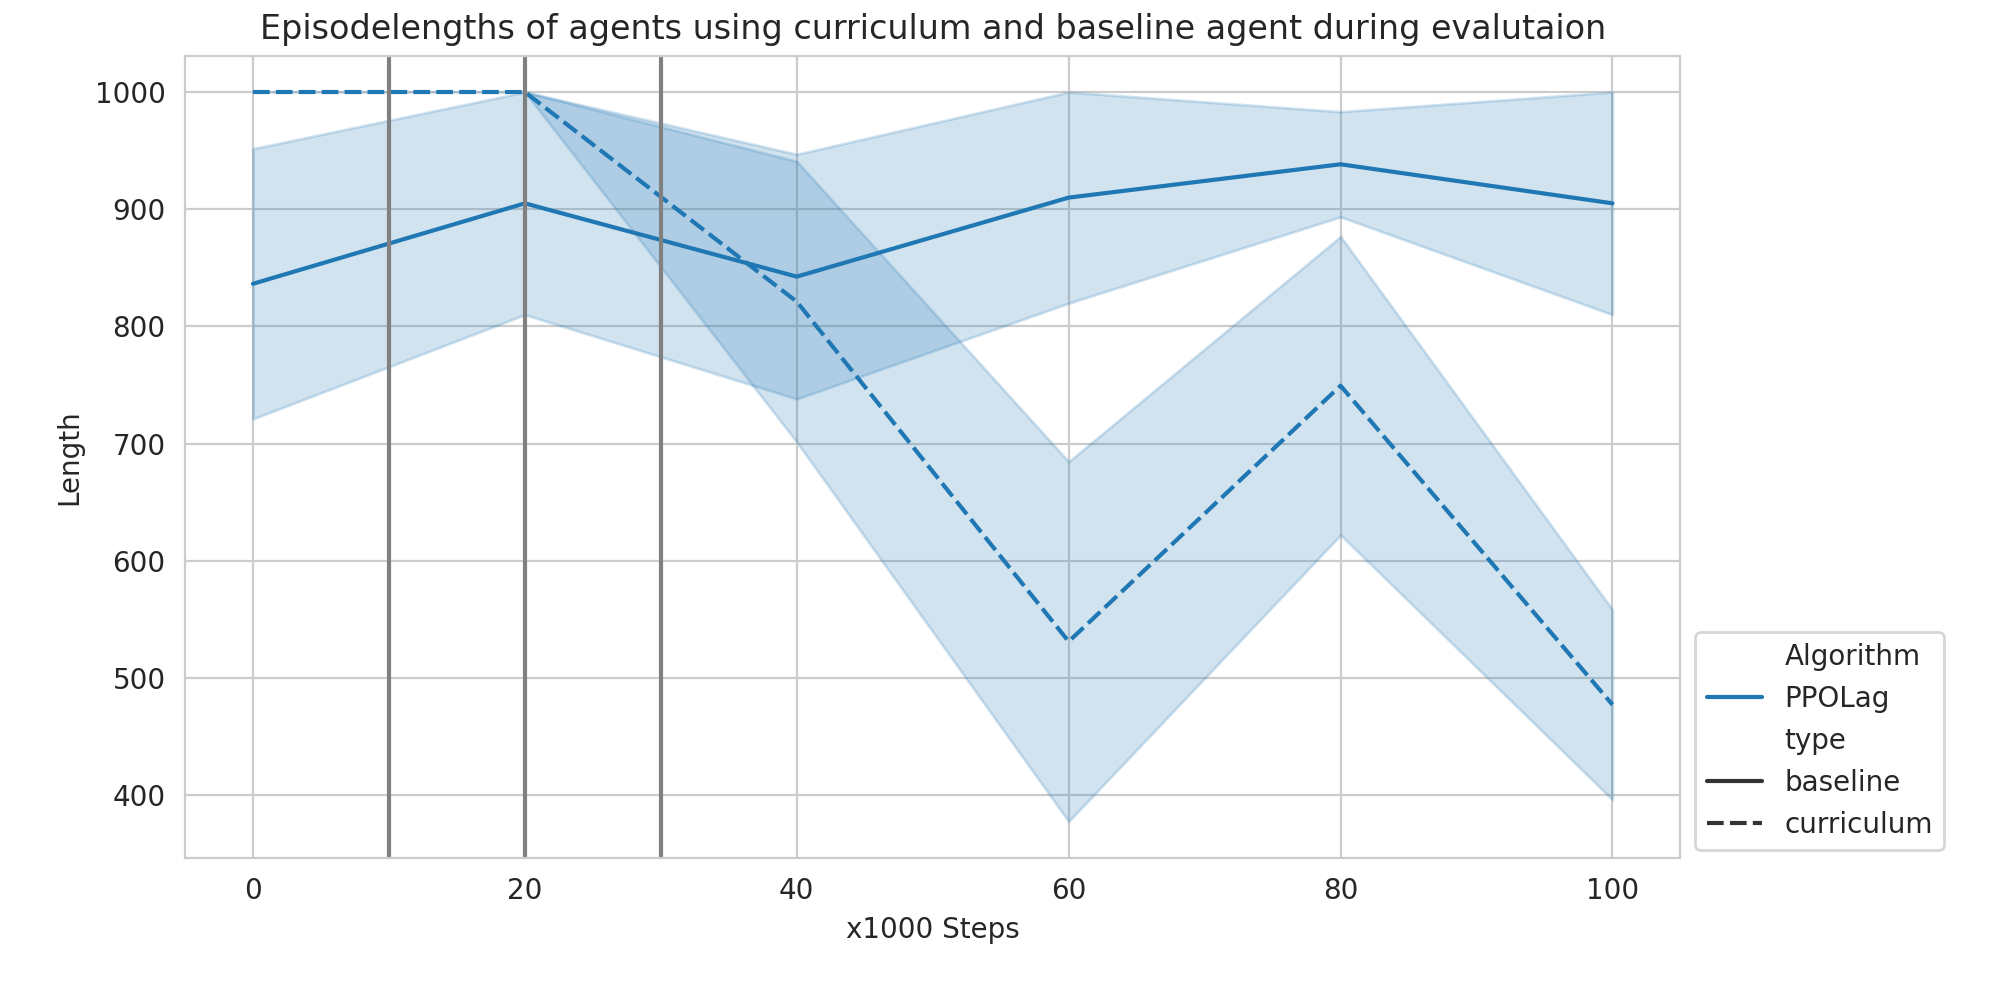 Episodelengths of agents using curriculum and baseline agent during evalutaion
1000
900
800
700
600
500
400
Length
0 20 40 60 80 100
x1000 Steps
Algorithm
PPOLag
type
baseline
curriculum